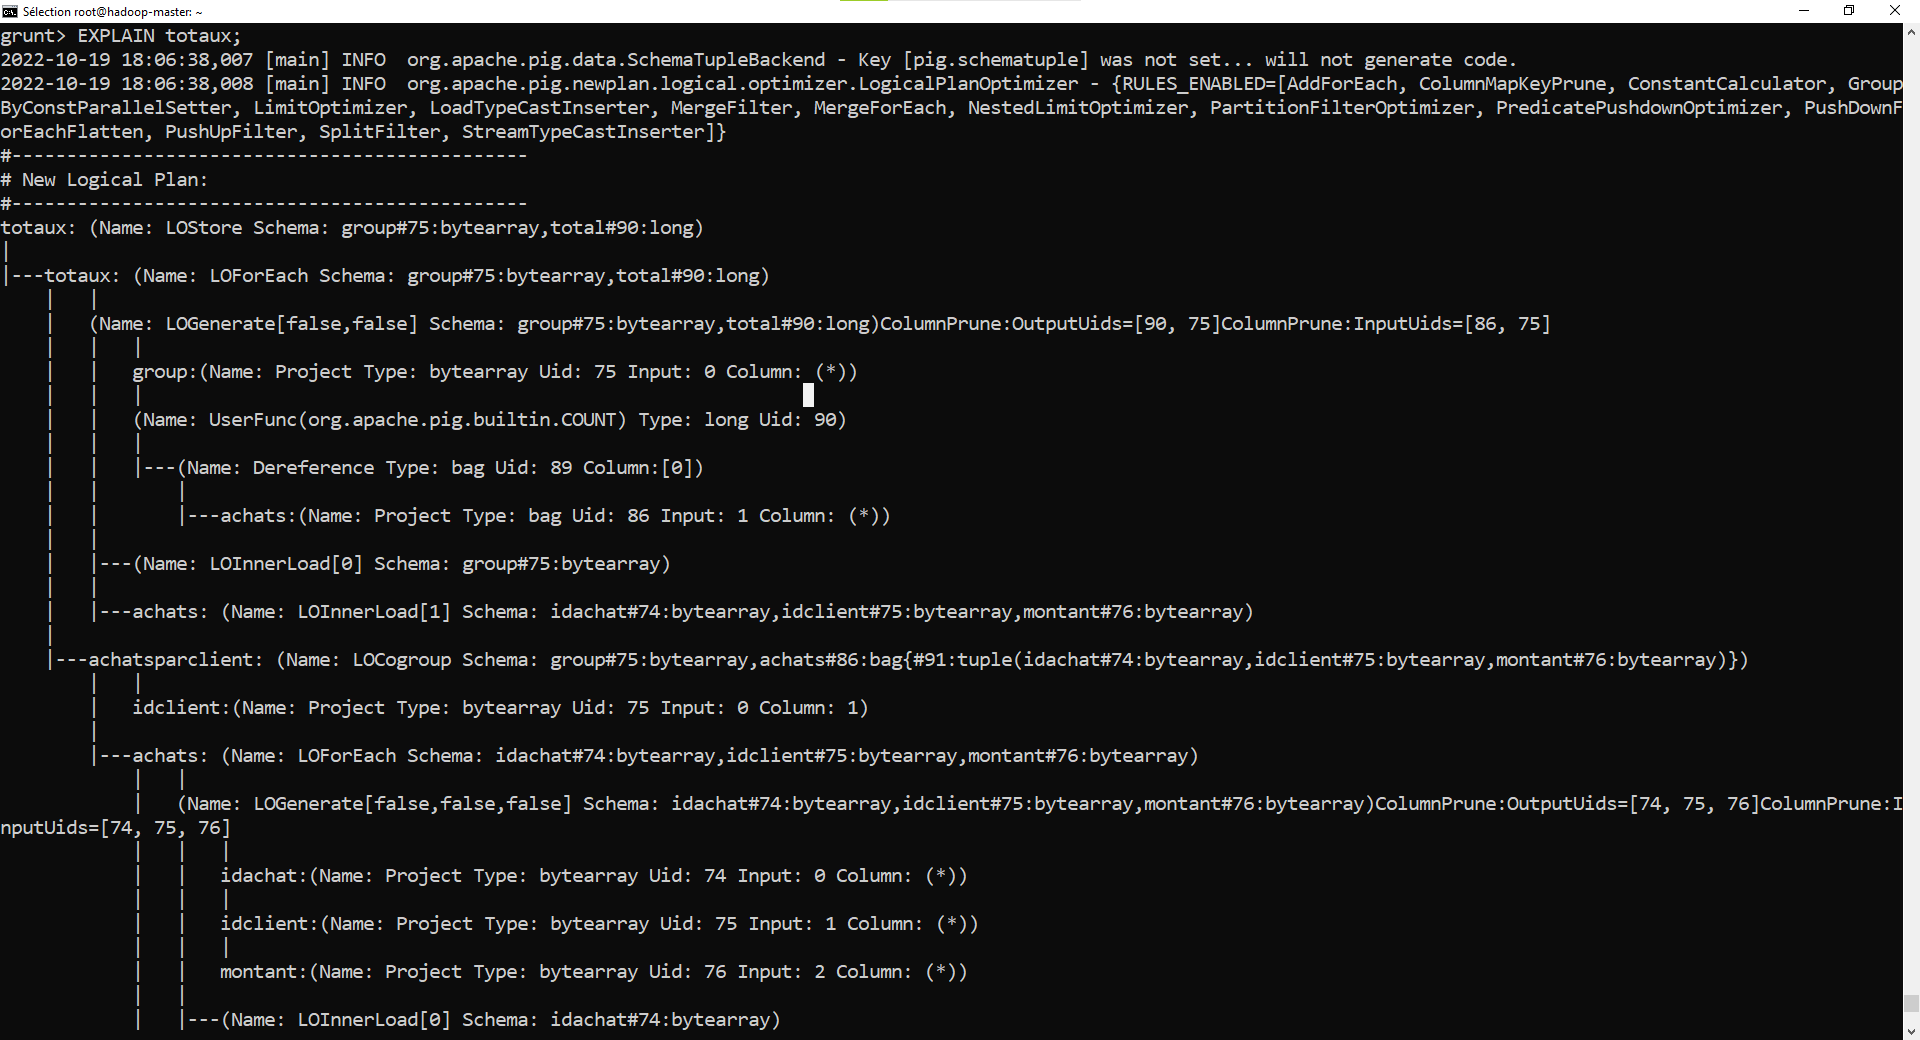 Sélection root@hadoop-master: ~
grunt> EXPLAIN totaux;
2022-10-19 18:06:38,007 [main] INFO  org.apache.pig.data.SchemaTupleBackend - Key [pig.schematuple] was not set... will not generate code.
2022-10-19 18:06:38,008 [main] INFO  org.apache.pig.newplan.logical.optimizer.LogicalPlanOptimizer - {RULES_ENABLED=[AddForEach, ColumnMapKeyPrune, ConstantCalculator, Group
ByConstParallelSetter, LimitOptimizer, LoadTypeCastInserter, MergeFilter, MergeForEach, NestedLimitOptimizer, PartitionFilterOptimizer, PredicatePushdownOptimizer, PushDownF
orEachFlatten, PushUpFilter, SplitFilter, StreamTypeCastInserter]}
#-----------------------------------------------
# New Logical Plan:
#-----------------------------------------------
totaux: (Name: LOStore Schema: group#75:bytearray,total#90:long)
|
|---totaux: (Name: LOForEach Schema: group#75:bytearray,total#90:long)
    |   |
    |   (Name: LOGenerate[false,false] Schema: group#75:bytearray,total#90:long)ColumnPrune:OutputUids=[90, 75]ColumnPrune:InputUids=[86, 75]
    |   |   |
    |   |   group:(Name: Project Type: bytearray Uid: 75 Input: 0 Column: (*))
    |   |   |
    |   |   (Name: UserFunc(org.apache.pig.builtin.COUNT) Type: long Uid: 90)
    |   |   |
    |   |   |---(Name: Dereference Type: bag Uid: 89 Column:[0])
    |   |       |
    |   |       |---achats:(Name: Project Type: bag Uid: 86 Input: 1 Column: (*))
    |   |
    |   |---(Name: LOInnerLoad[0] Schema: group#75:bytearray)
    |   |
    |   |---achats: (Name: LOInnerLoad[1] Schema: idachat#74:bytearray,idclient#75:bytearray,montant#76:bytearray)
    |
    |---achatsparclient: (Name: LOCogroup Schema: group#75:bytearray,achats#86:bag{#91:tuple(idachat#74:bytearray,idclient#75:bytearray,montant#76:bytearray)})
        |   |
        |   idclient:(Name: Project Type: bytearray Uid: 75 Input: 0 Column: 1)
        |
        |---achats: (Name: LOForEach Schema: idachat#74:bytearray,idclient#75:bytearray,montant#76:bytearray)
            |   |
            |   (Name: LOGenerate[false,false,false] Schema: idachat#74:bytearray,idclient#75:bytearray,montant#76:bytearray)ColumnPrune:OutputUids=[74, 75, 76]ColumnPrune:I
nputUids=[74, 75, 76]
            |   |   |
            |   |   idachat:(Name: Project Type: bytearray Uid: 74 Input: 0 Column: (*))
            |   |   |
            |   |   idclient:(Name: Project Type: bytearray Uid: 75 Input: 1 Column: (*))
            |   |   |
            |   |   montant:(Name: Project Type: bytearray Uid: 76 Input: 2 Column: (*))
            |   |
            |   |---(Name: LOInnerLoad[0] Schema: idachat#74:bytearray)